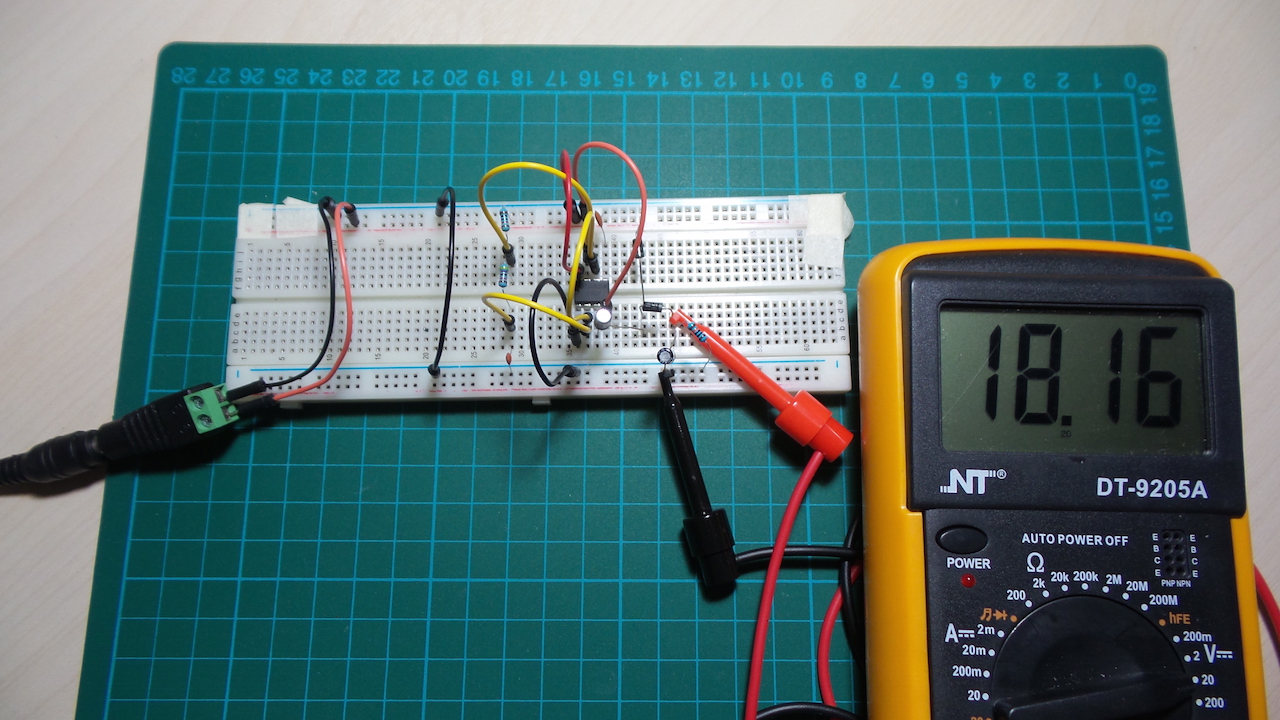 28 27 26 25 24 23 22 21 20 19 18 17 16 15 14 13 12 11 10 9 8 7 6 5 4 3 2 1 0
19
18
17
16
15
18.16
20
NT®
DT-9205A
AUTO POWER OFF
POWER
E E
B B
C C
E E
PNP NPN
Ω
200 2k 20k 200k 2M 20M 200M
hFE
A 2m
20m
200m
20
200m
V 2
20
200